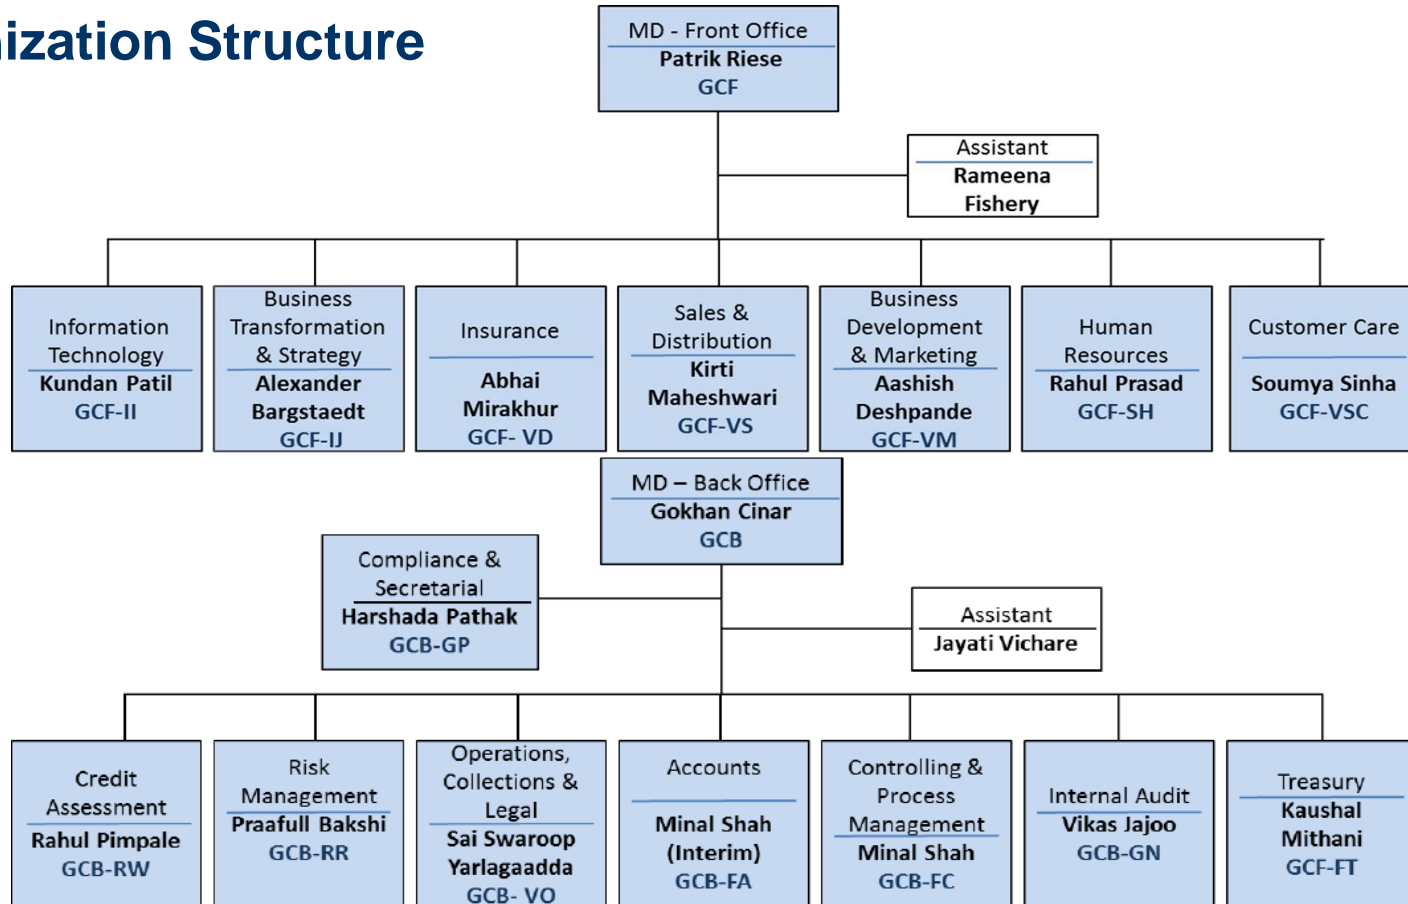 nization Structure
MD - Front Office
Patrik Riese
GCF
Assistant
Rameena
Fishery
Information
Technology
Kundan Patil
GCF-II
Business
Transformation
& Strategy
Alexander
Bargstaedt
GCF-IJ
Insurance
Abhai
Mirakhur
GCF- VD
Sales &
Distribution
Kirti
Maheshwari
GCF-VS
Business
Development
& Marketing
Aashish
Deshpande
GCF-VM
Human
Resources
Rahul Prasad
GCF-SH
Customer Care
Soumya Sinha
GCF-VSC
MD – Back Office
Gokhan Cinar
GCB
Compliance &
Secretarial
Harshada Pathak
GCB-GP
Assistant
Jayati Vichare
Credit
Assessment
Rahul Pimpale
GCB-RW
Risk
Management
Praafull Bakshi
GCB-RR
Operations,
Collections &
Legal
Sai Swaroop
Yarlagaadda
GCB- VO
Accounts
Minal Shah
(Interim)
GCB-FA
Controlling &
Process
Management
Minal Shah
GCB-FC
Internal Audit
Vikas Jajoo
GCB-GN
Treasury
Kaushal
Mithani
GCF-FT